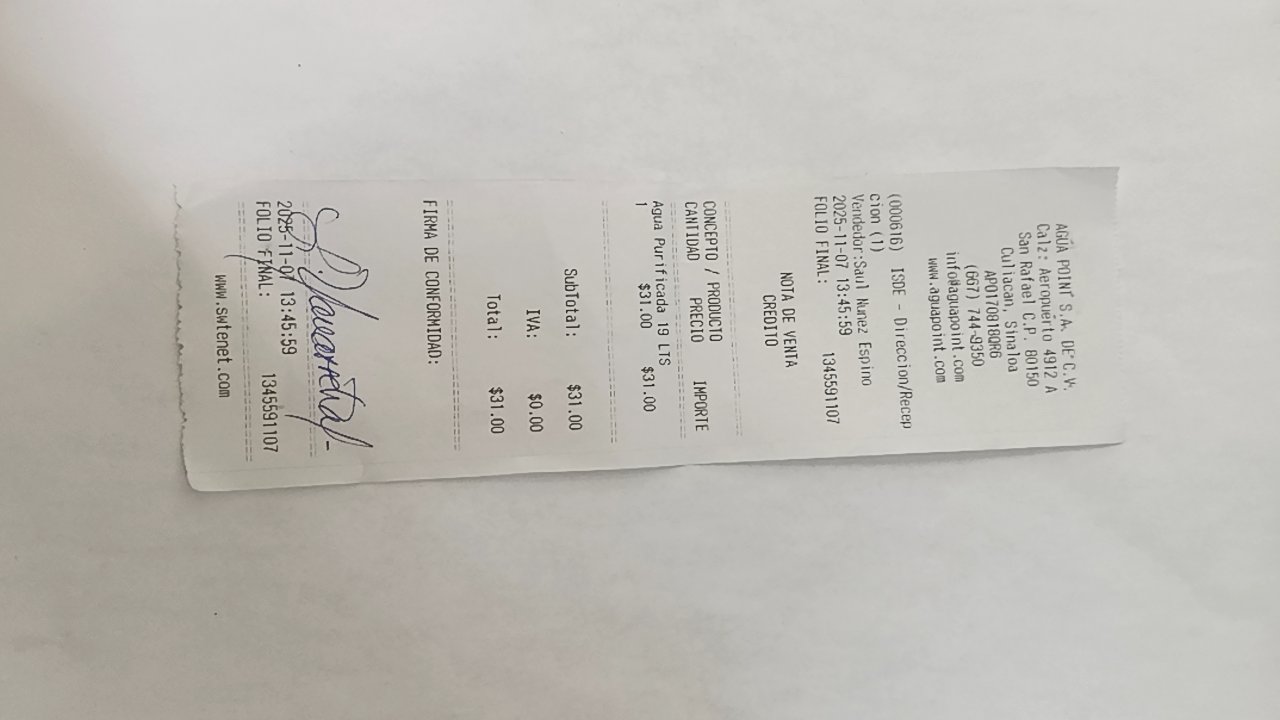 AGUA POINT S.A. DE C.V.
Calz. Aeropuerto 4912 A
San Rafael C.P. 80150
Culiacan, Sinaloa
APO170818QR6
(667) 744-9350
info@aguapoint.com
www.aguapoint.com
(000616) ISDE - Direccion/Recep
cion (1)
Vendedor:Saul Nunez Espino
2025-11-07 13:45:59
FOLIO FINAL: 1345591107
NOTA DE VENTA
CREDITO
CONCEPTO / PRODUCTO
CANTIDAD PRECIO IMPORTE
Agua Purificada 19 LTS
1 $31.00 $31.00
SubTotal: $31.00
IVA: $0.00
Total: $31.00
FIRMA DE CONFORMIDAD:
2025-11-07 13:45:59
FOLIO FINAL: 1345591107
www.swtenet.com